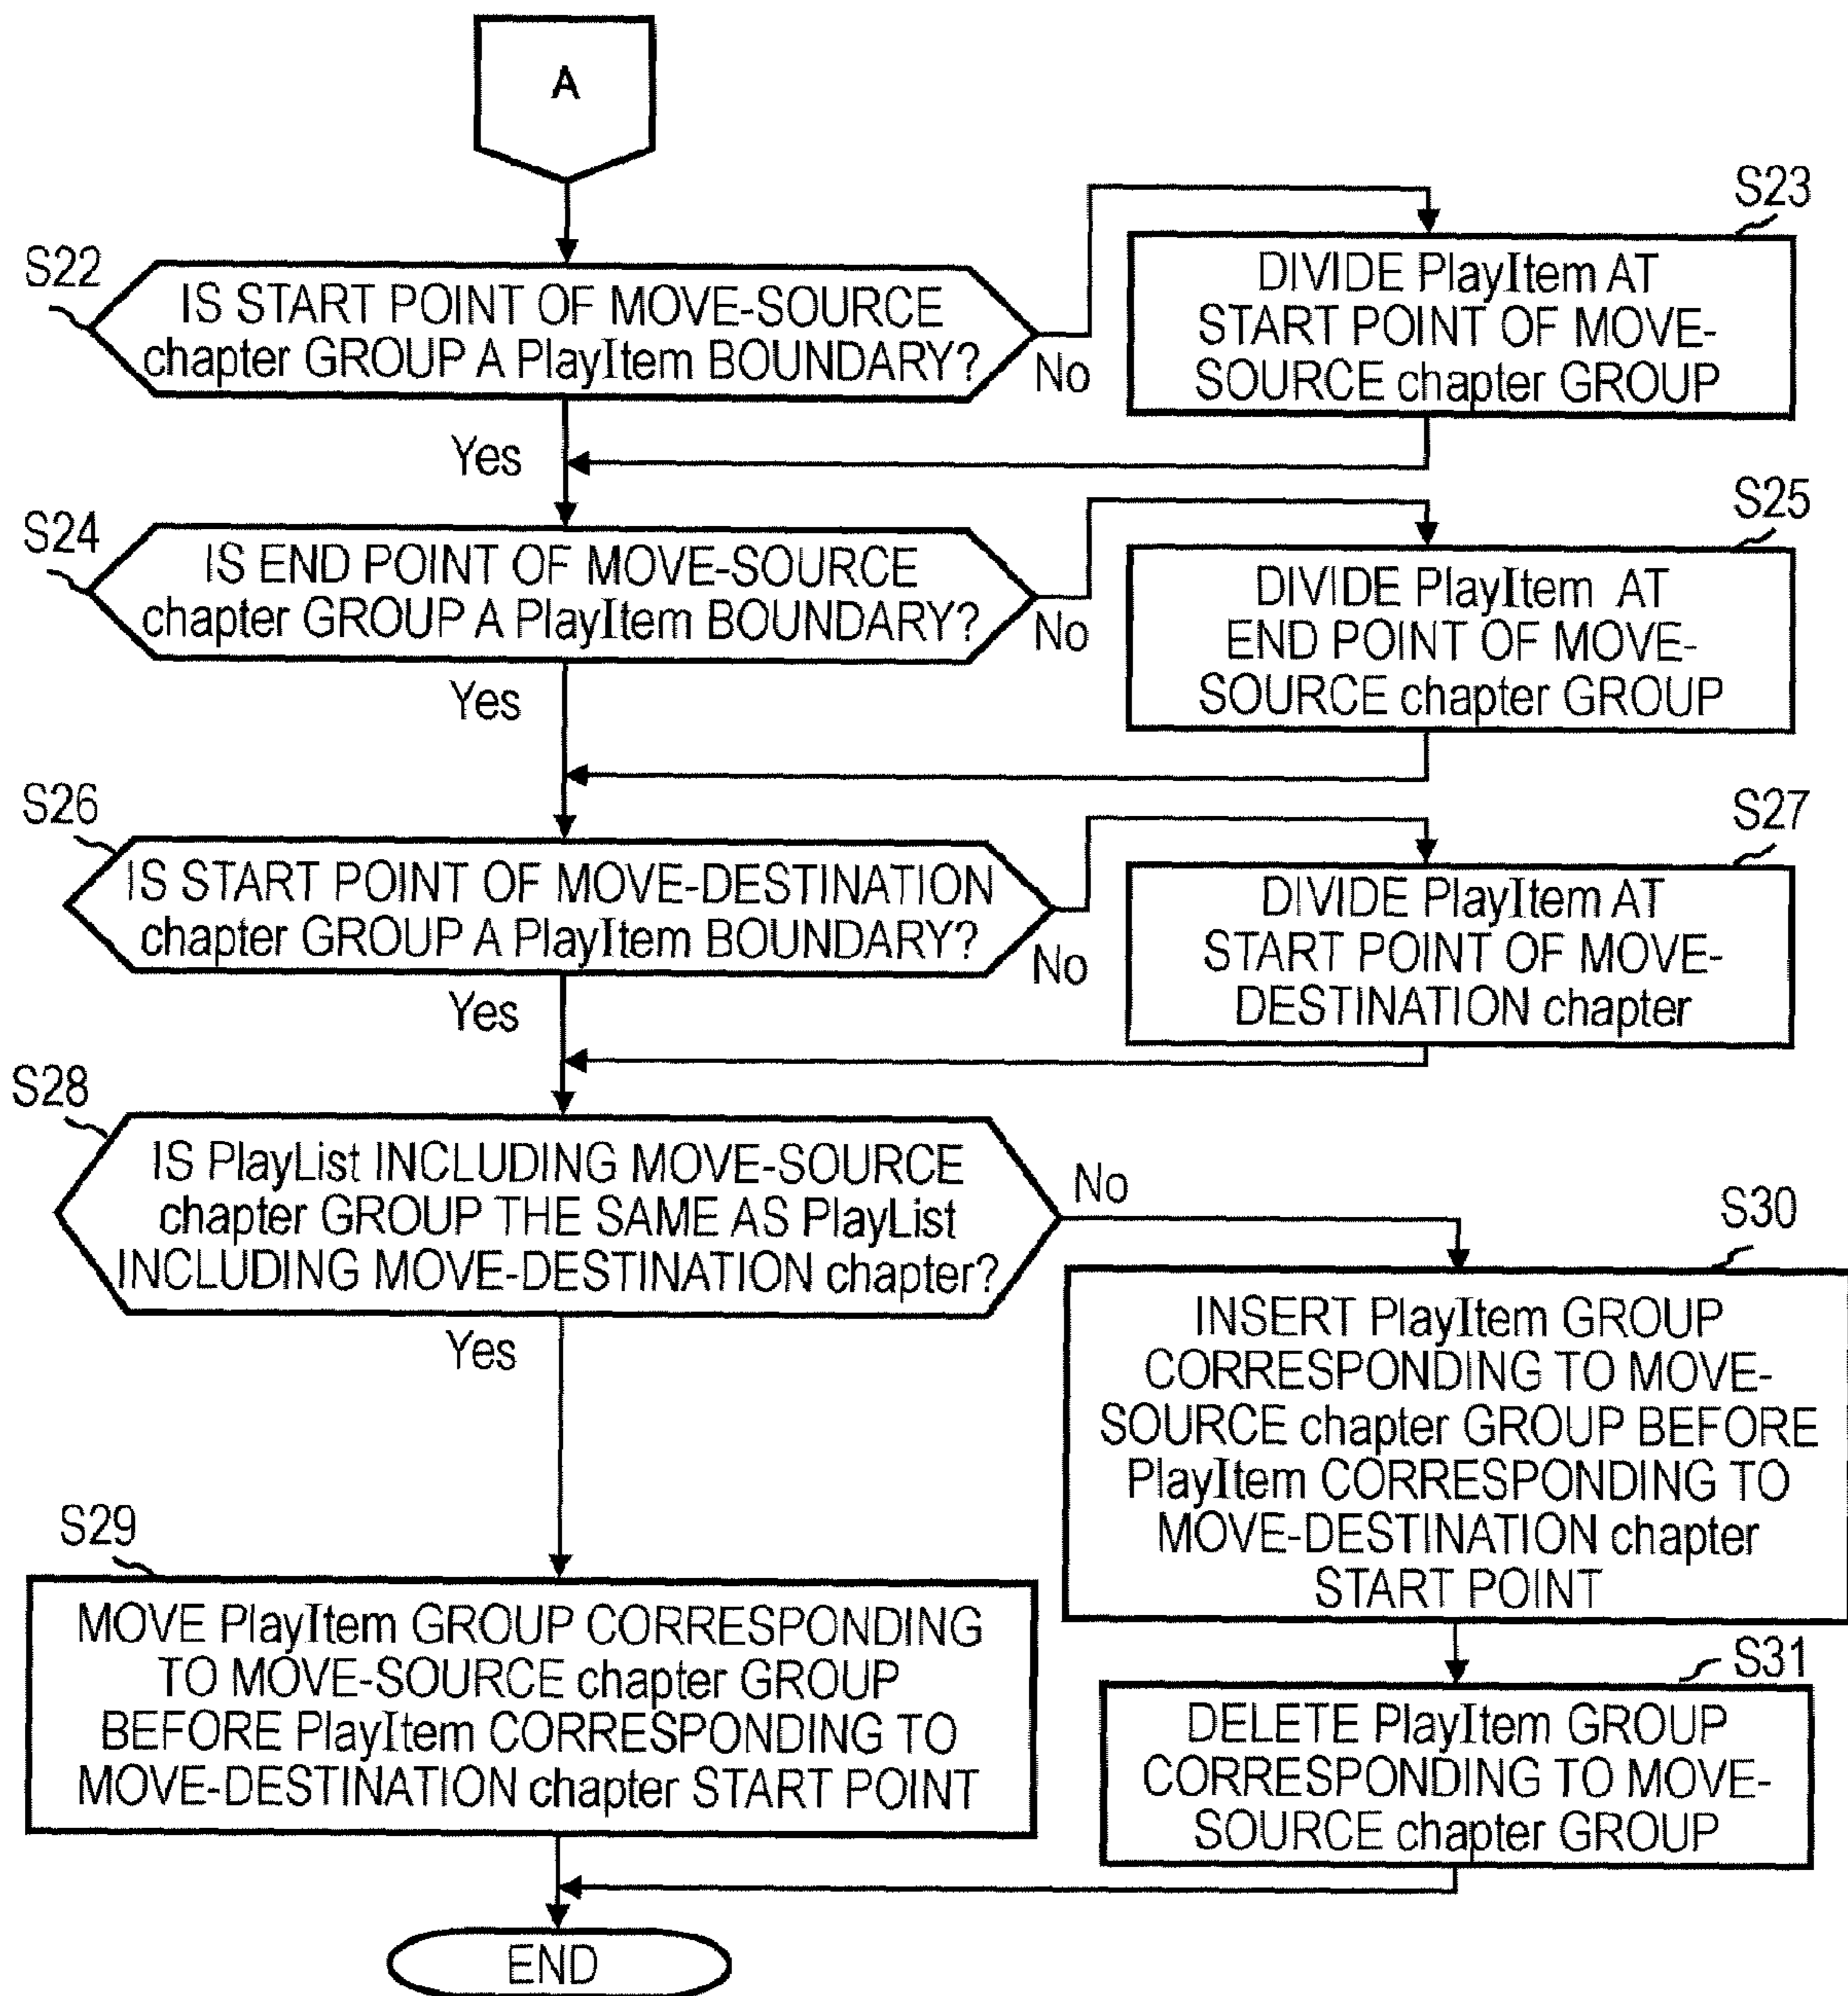 A
S22
IS START POINT OF MOVE-SOURCE
chapter GROUP A PlayItem BOUNDARY?
No
Yes
S23
DIVIDE PlayItem AT
START POINT OF MOVE-
SOURCE chapter GROUP
S24
IS END POINT OF MOVE-SOURCE
chapter GROUP A PlayItem BOUNDARY?
No
Yes
S25
DIVIDE PlayItem AT
END POINT OF MOVE-
SOURCE chapter GROUP
S26
IS START POINT OF MOVE-DESTINATION
chapter GROUP A PlayItem BOUNDARY?
No
Yes
S27
DIVIDE PlayItem AT
START POINT OF MOVE-
DESTINATION chapter
S28
IS PlayList INCLUDING MOVE-SOURCE
chapter GROUP THE SAME AS PlayList
INCLUDING MOVE-DESTINATION chapter?
No
Yes
S30
INSERT PlayItem GROUP
CORRESPONDING TO MOVE-
SOURCE chapter GROUP BEFORE
PlayItem CORRESPONDING TO
MOVE-DESTINATION chapter
START POINT
S29
MOVE PlayItem GROUP CORRESPONDING
TO MOVE-SOURCE chapter GROUP
BEFORE PlayItem CORRESPONDING TO
MOVE-DESTINATION chapter START POINT
S31
DELETE PlayItem GROUP
CORRESPONDING TO MOVE-
SOURCE chapter GROUP
END